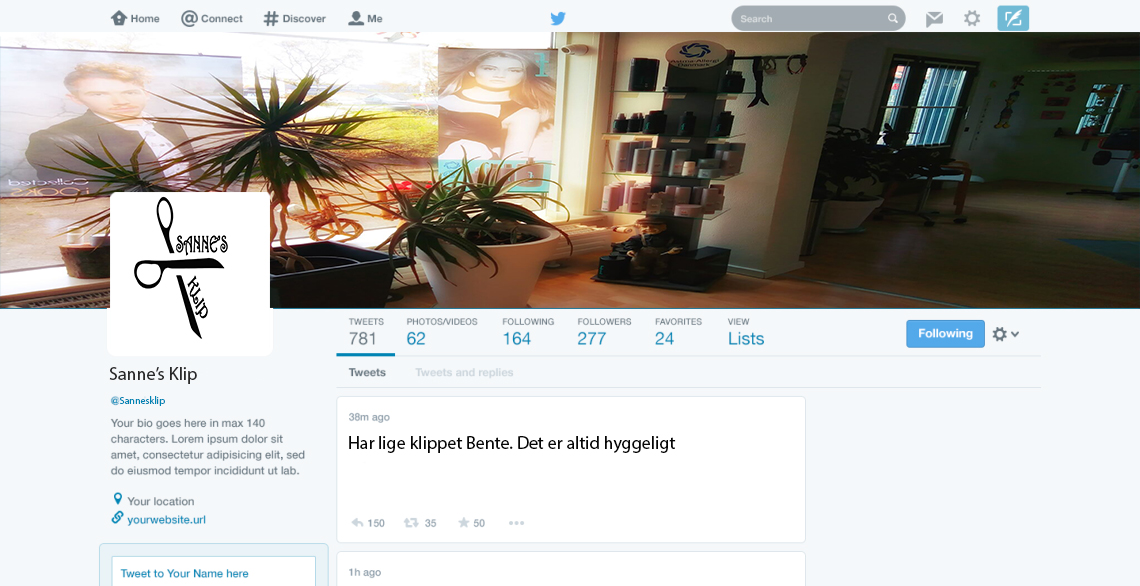 Home Connect Discover Me Search
SANNE'S
KLIP
TWEETS PHOTOS/VIDEOS FOLLOWING FOLLOWERS FAVORITES VIEW
781 62 164 277 24 Lists
Following
Tweets Tweets and replies
Sanne's Klip
@Sannesklip
Your bio goes here in max 140
characters. Lorem ipsum dolor sit
amet, consectetur adipisicing elit, sed
do eiusmod tempor incididunt ut lab.
Your location
yourwebsite.url
Tweet to Your Name here
38m ago
Har lige klippet Bente. Det er altid hyggeligt
150 35 50
1h ago